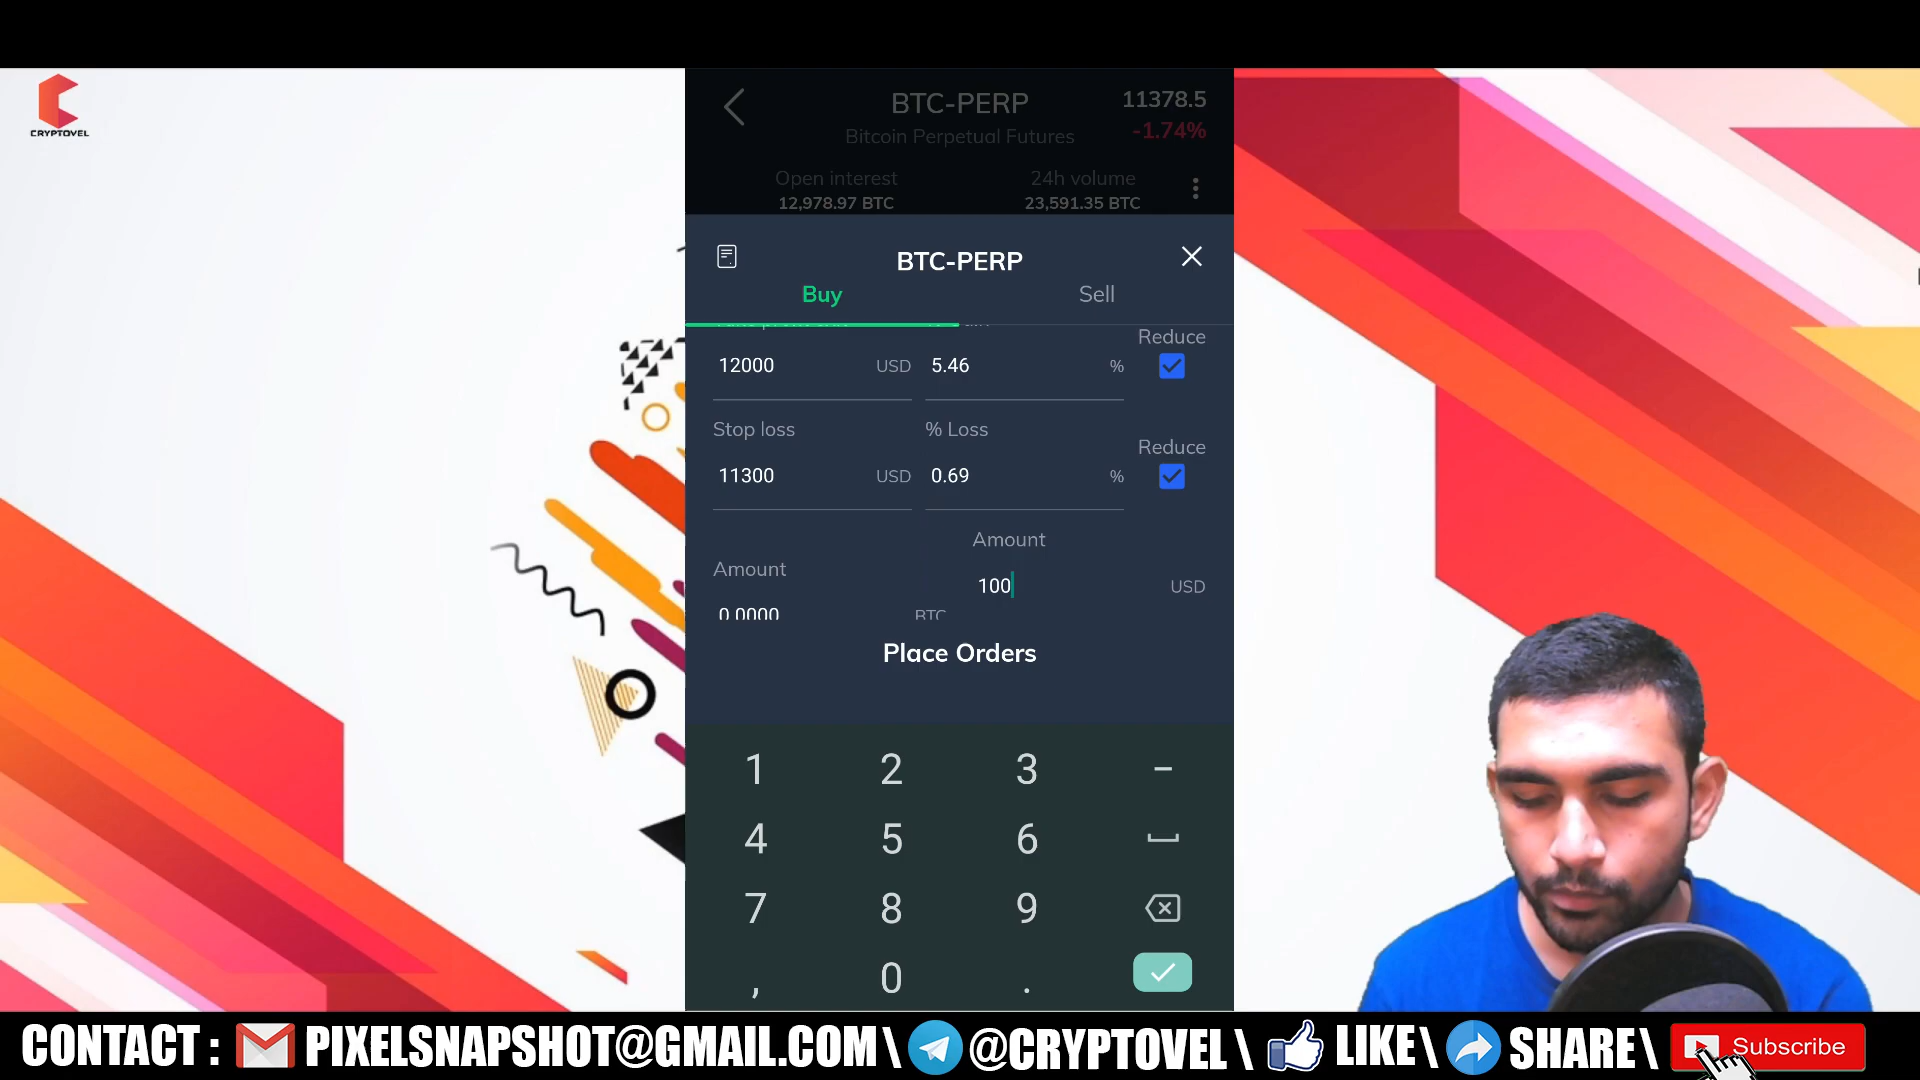 CRYPTOVEL
BTC-PERP
11378.5
Bitcoin Perpetual Futures
-1.74%
Open interest
24h volume
12,978.97 BTC
23,591.35 BTC
BTC-PERP
Buy
Sell
Reduce
12000 USD
5.46 %
Stop loss
% Loss
Reduce
11300 USD
0.69 %
Amount
100 USD
Amount
0.0000 BTC
Place Orders
1 2 3 -
4 5 6
7 8 9
, 0 .
CONTACT : PIXELSNAPSHOT@GMAIL.COM \ @CRYPTOVEL \ LIKE \ SHARE \ Subscribe